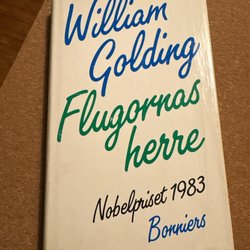 William
Golding
Flugornas
herre
Nobelpriset 1983
Bonniers